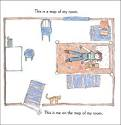 This is a map of my room.
This is me on the map of my room.